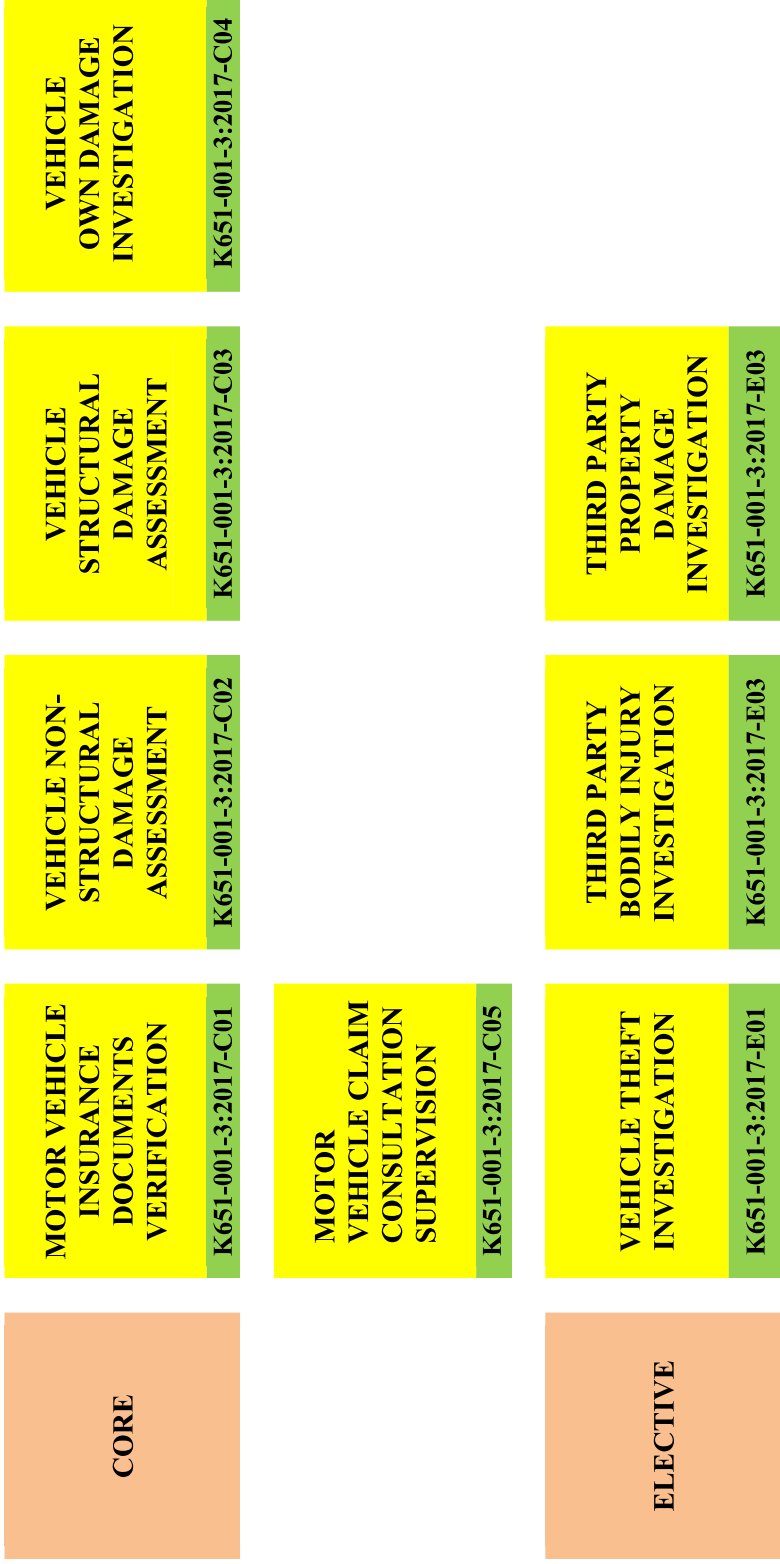 CORE
MOTOR VEHICLE
INSURANCE
DOCUMENTS
VERIFICATION
K651-001-3:2017-C01
VEHICLE NON-
STRUCTURAL
DAMAGE
ASSESSMENT
K651-001-3:2017-C02
VEHICLE
STRUCTURAL
DAMAGE
ASSESSMENT
K651-001-3:2017-C03
VEHICLE
OWN DAMAGE
INVESTIGATION
K651-001-3:2017-C04
MOTOR
VEHICLE CLAIM
CONSULTATION
SUPERVISION
K651-001-3:2017-C05
ELECTIVE
VEHICLE THEFT
INVESTIGATION
K651-001-3:2017-E01
THIRD PARTY
BODILY INJURY
INVESTIGATION
K651-001-3:2017-E03
THIRD PARTY
PROPERTY
DAMAGE
INVESTIGATION
K651-001-3:2017-E03